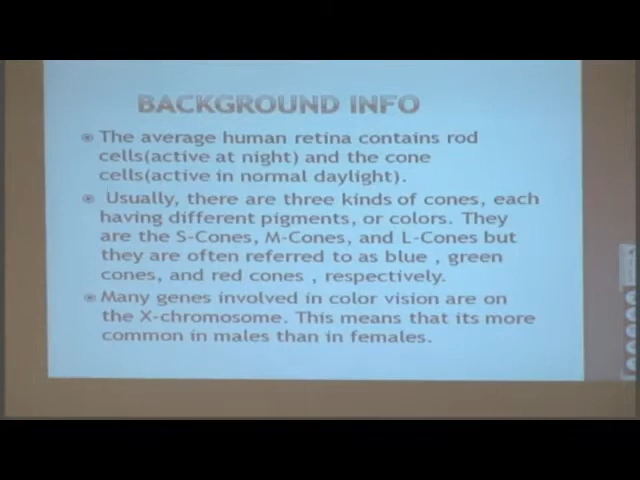 BACKGROUND INFO
The average human retina contains rod
cells(active at night) and the cone
cells(active in normal daylight).
Usually, there are three kinds of cones, each
having different pigments, or colors. They
are the S-Cones, M-Cones, and L-Cones but
they are often referred to as blue , green
cones, and red cones , respectively.
Many genes involved in color vision are on
the X-chromosome. This means that its more
common in males than in females.